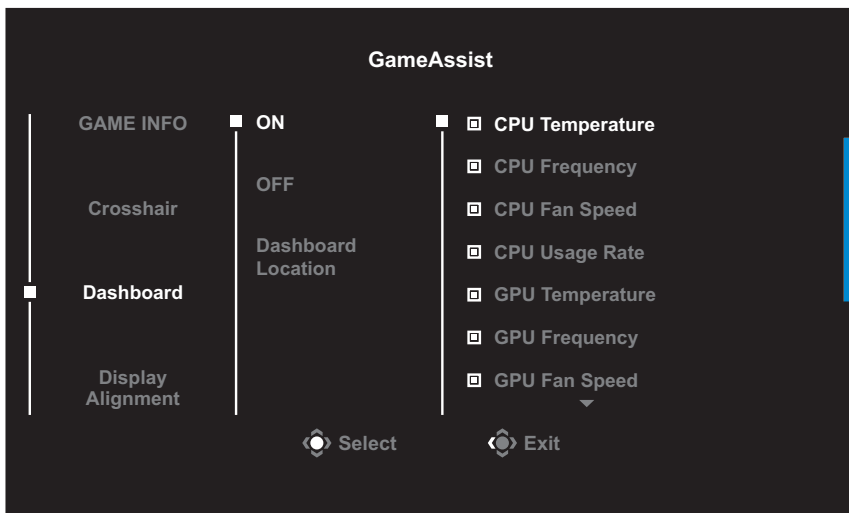 GameAssist
GAME INFO
Crosshair
Dashboard
Display
Alignment
ON
OFF
Dashboard
Location
CPU Temperature
CPU Frequency
CPU Fan Speed
CPU Usage Rate
GPU Temperature
GPU Frequency
GPU Fan Speed
Select
Exit